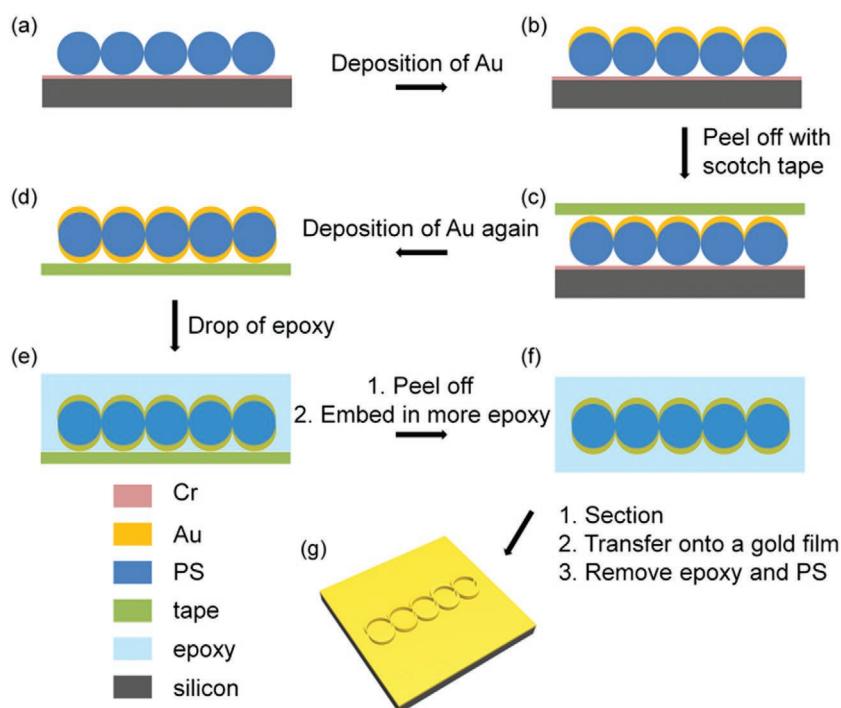 (a)
Deposition of Au
(b)
Peel off with
scotch tape
(c)
Deposition of Au again
(d)
Drop of epoxy
(e)
1. Peel off
2. Embed in more epoxy
(f)
1. Section
2. Transfer onto a gold film
3. Remove epoxy and PS
(g)
Cr
Au
PS
tape
epoxy
silicon